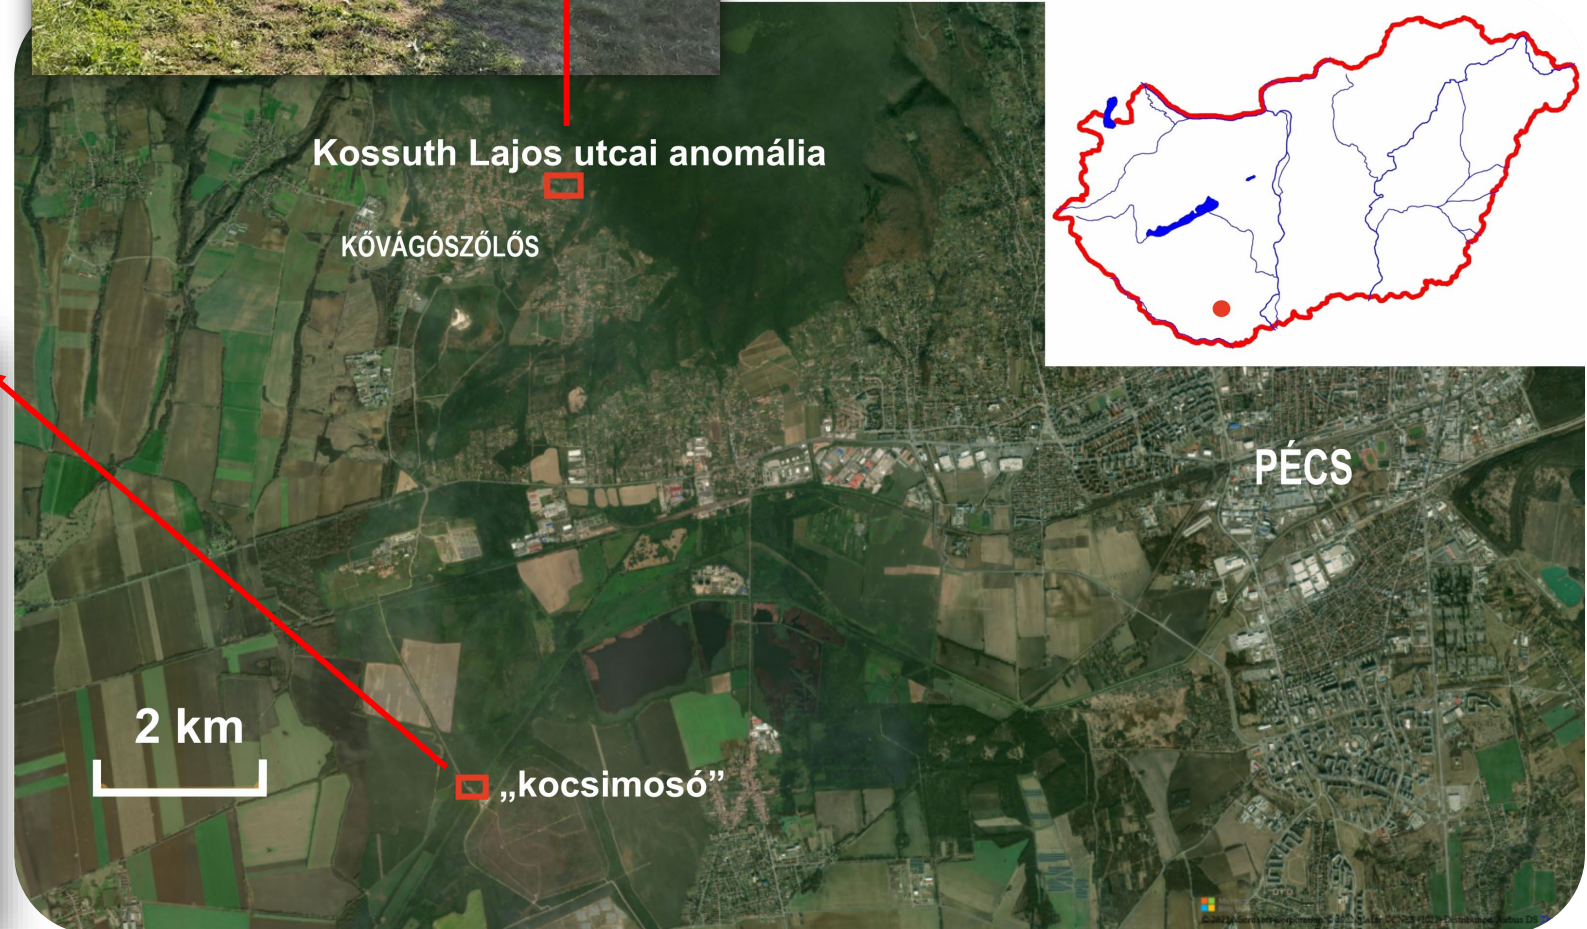 Kossuth Lajos utcai anomália
KŐVÁGÓSZŐLŐS
PÉCS
2 km
„kocsimosó”